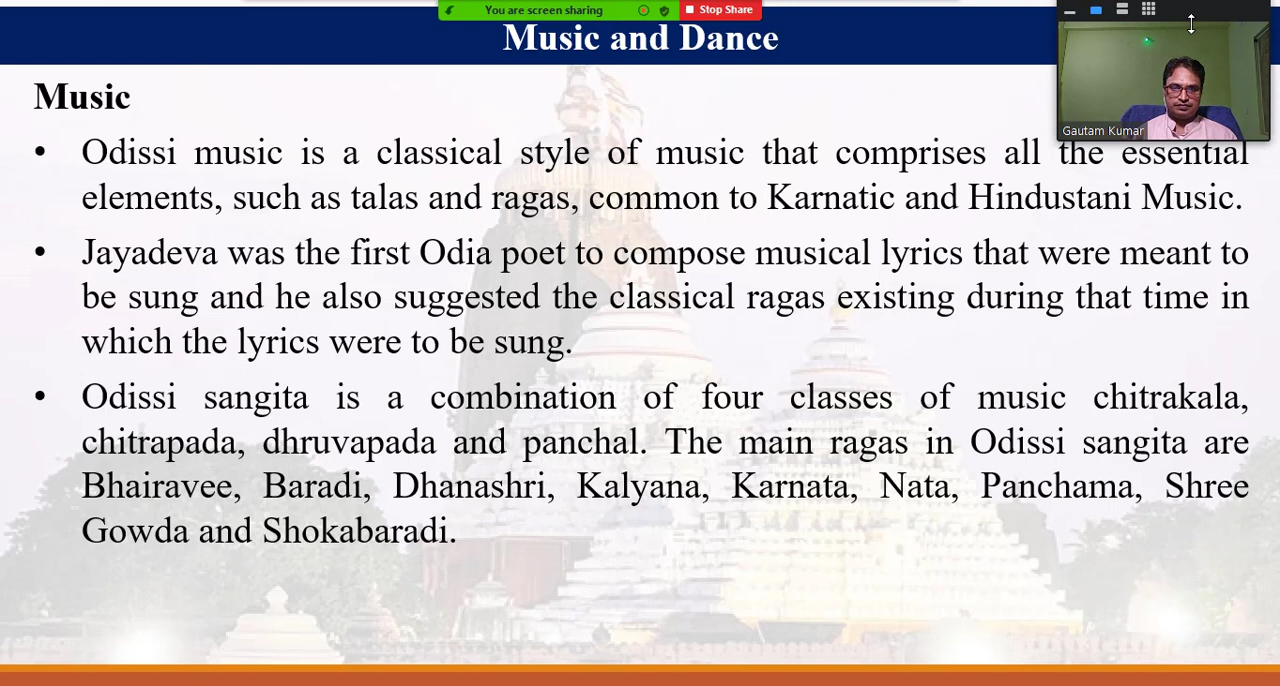 You are screen sharing
Stop Share
Music and Dance
Gautam Kumar
Music
• Odissi music is a classical style of music that comprises all the essential
elements, such as talas and ragas, common to Karnatic and Hindustani Music.
• Jayadeva was the first Odia poet to compose musical lyrics that were meant to
be sung and he also suggested the classical ragas existing during that time in
which the lyrics were to be sung.
• Odissi sangita is a combination of four classes of music chitrakala,
chitrapada, dhruvapada and panchal. The main ragas in Odissi sangita are
Bhairavee, Baradi, Dhanashri, Kalyana, Karnata, Nata, Panchama, Shree
Gowda and Shokabaradi.